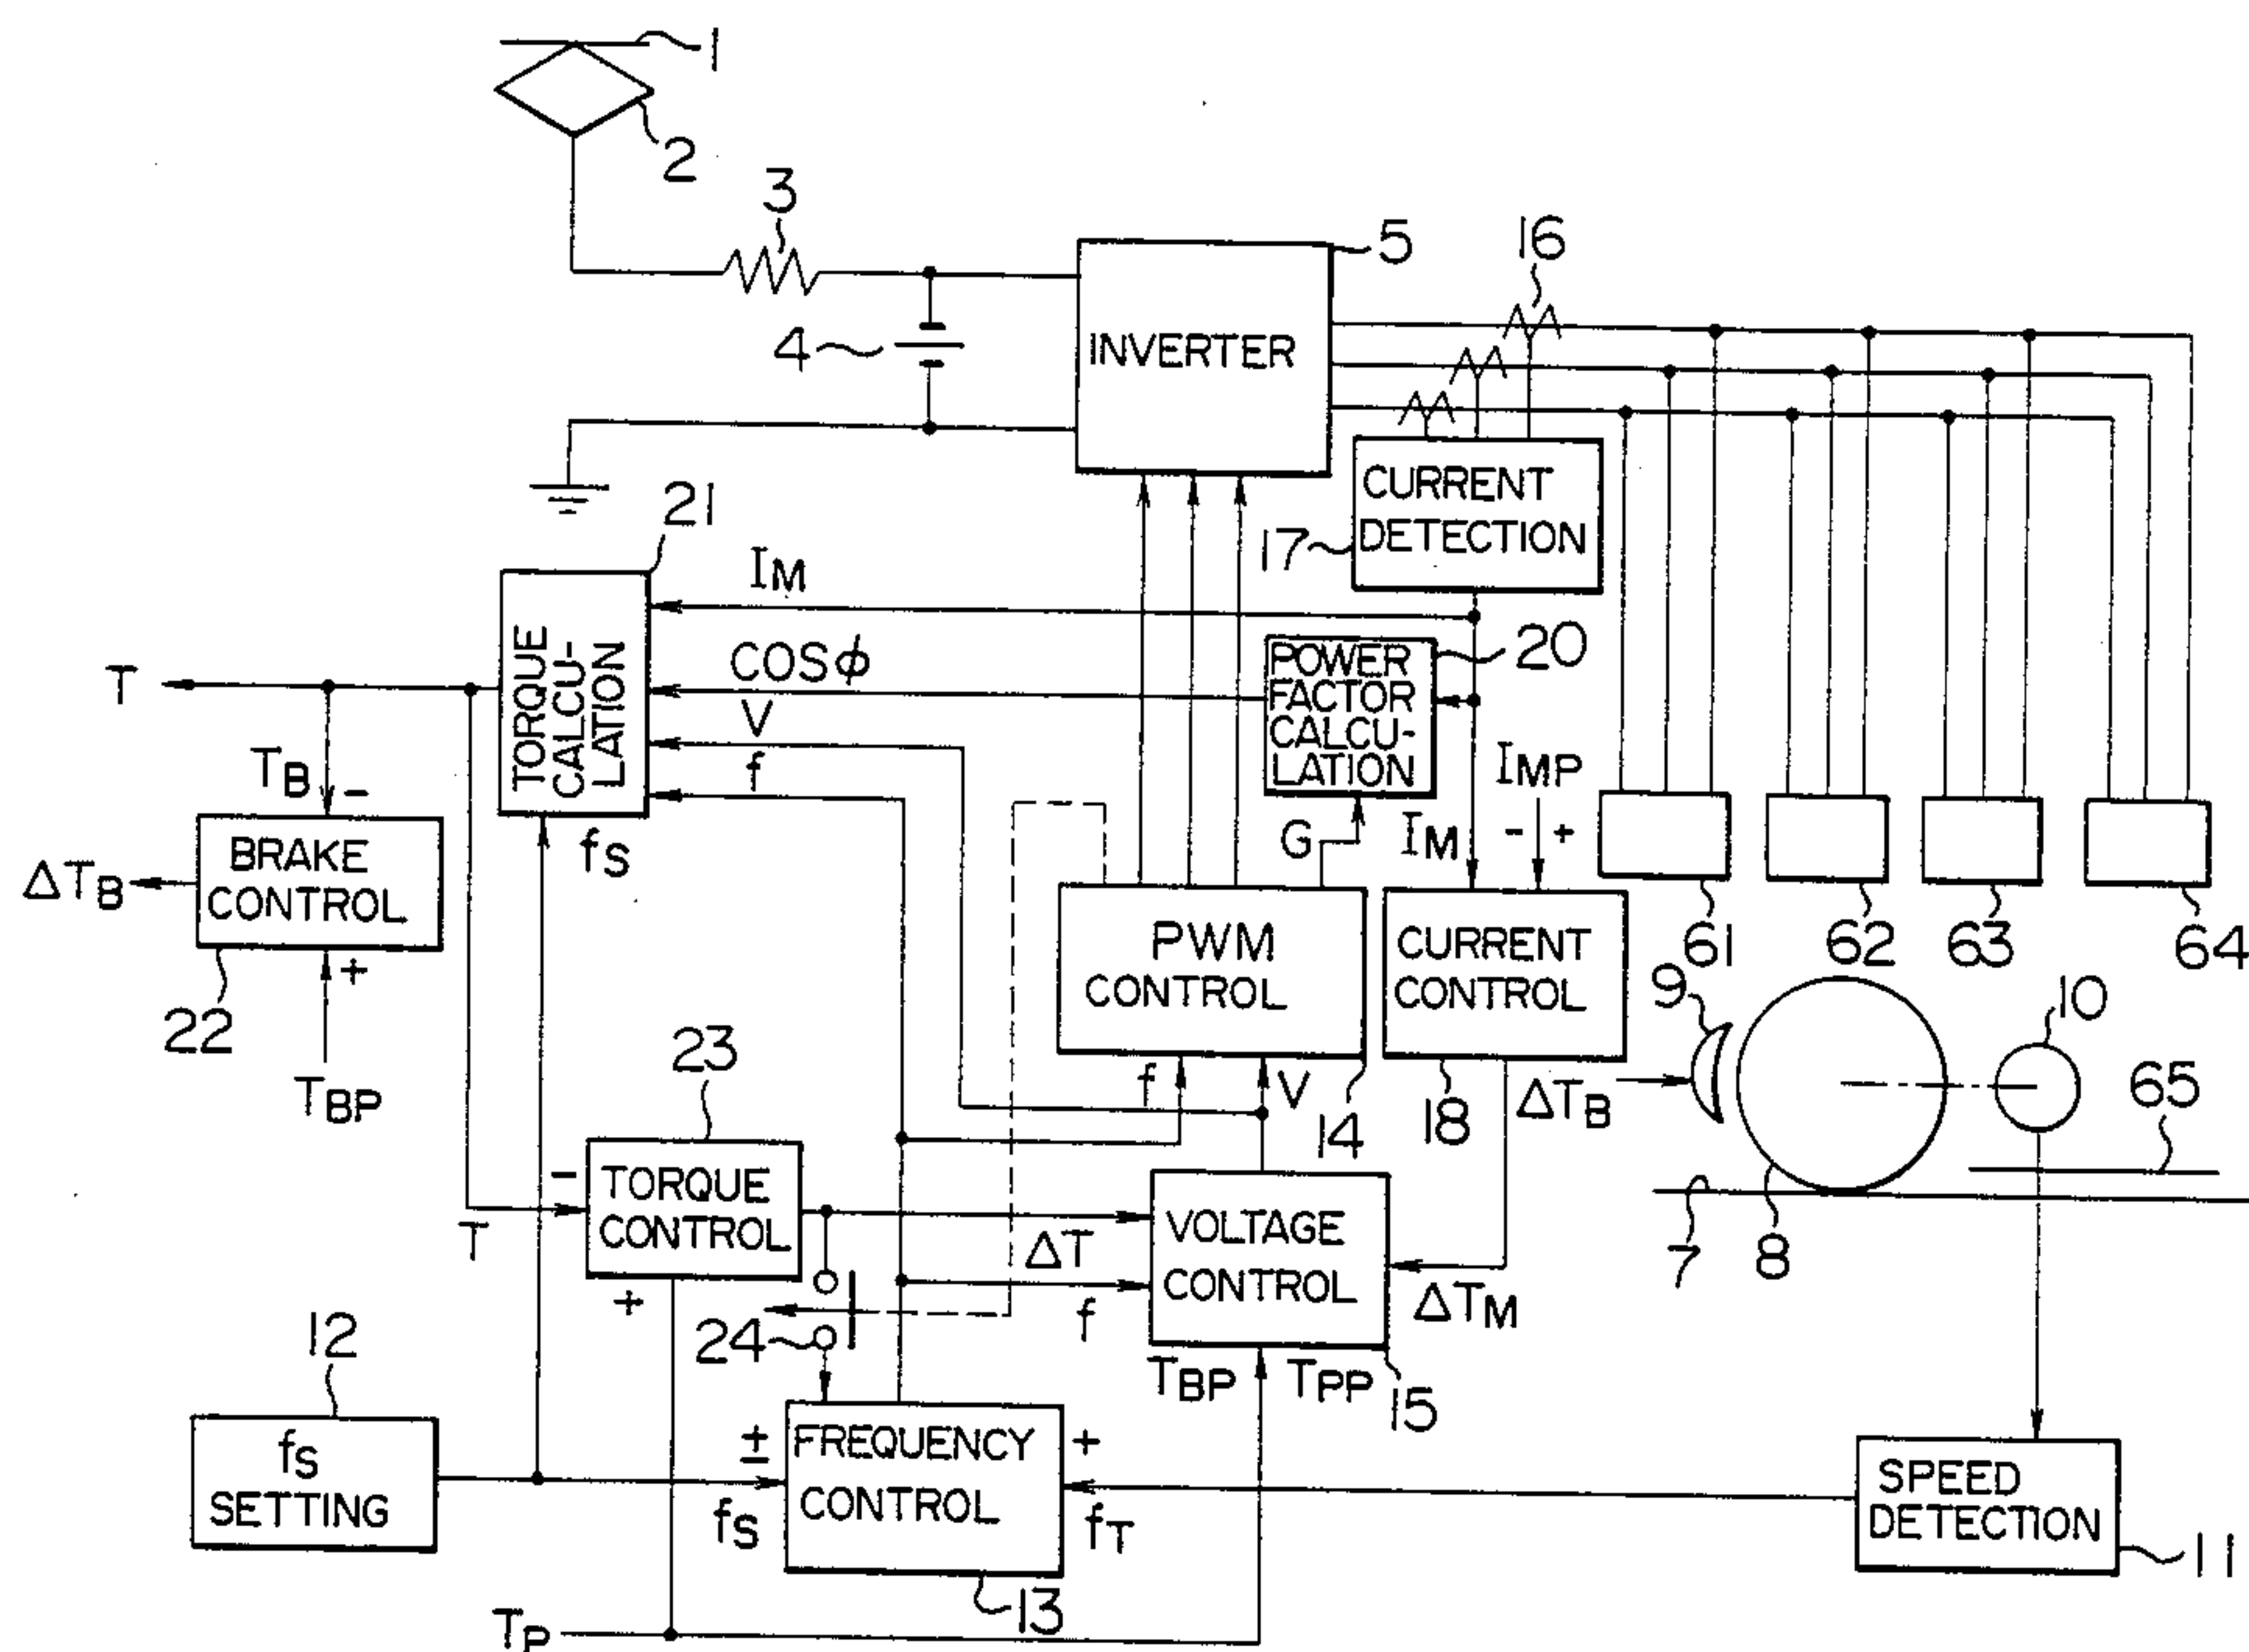 1
2
3
4
5
INVERTER
16
CURRENT
DETECTION
17
21
IM
TORQUE
CALCU-
LATION
COSϕ
V
f
fS
POWER
FACTOR
CALCU-
LATION
20
G
IM
IMP
- +
T
TB
-
BRAKE
CONTROL
ΔTB
22
+
TBP
PWM
CONTROL
14
f
V
CURRENT
CONTROL
18
61
62
63
64
9
10
ΔTB
65
7
8
23
-
TORQUE
CONTROL
T
+
ΔT
f
VOLTAGE
CONTROL
ΔTM
TBP
TPP
15
24
12
fS
SETTING
±
fS
FREQUENCY
CONTROL
+
fT
13
SPEED
DETECTION
11
TP